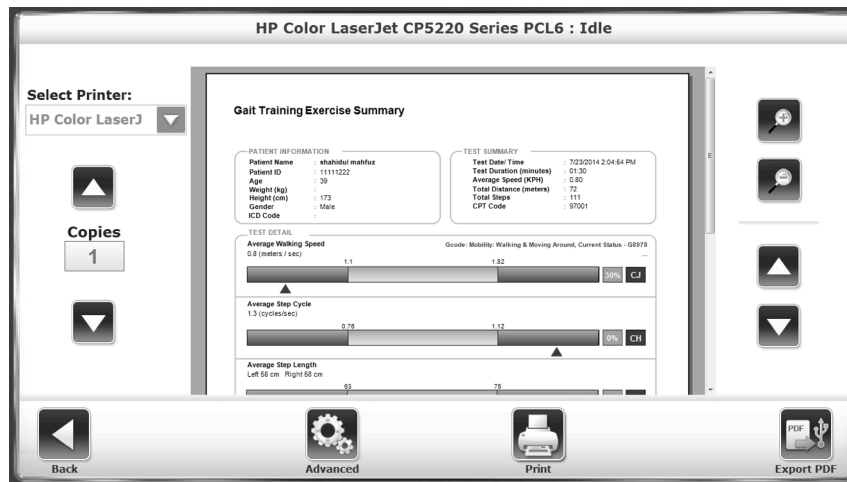 HP Color LaserJet CP5220 Series PCL6 : Idle
Select Printer:
HP Color LaserJ
Copies
1
Gait Training Exercise Summary
PATIENT INFORMATION
Patient Name : shahidul mahfuz
Patient ID : 11111222
Age : 39
Weight (kg) :
Height (cm) : 173
Gender : Male
ICD Code :
TEST SUMMARY
Test Date/ Time : 7/23/2014 2:04:54 PM
Test Duration (minutes) : 01:30
Average Speed (KPH) : 0.80
Total Distance (meters) : 72
Total Steps : 111
CPT Code : 97001
TEST DETAIL
Average Walking Speed Gcode: Mobility: Walking & Moving Around, Current Status - G8978
0.8 (meters / sec) ...
1.1 1.82
30% CJ
Average Step Cycle
1.3 (cycles/sec)
0.76 1.12
0% CH
Average Step Length
Left 58 cm Right 58 cm
63 75
Back
Advanced
Print
PDF
Export PDF